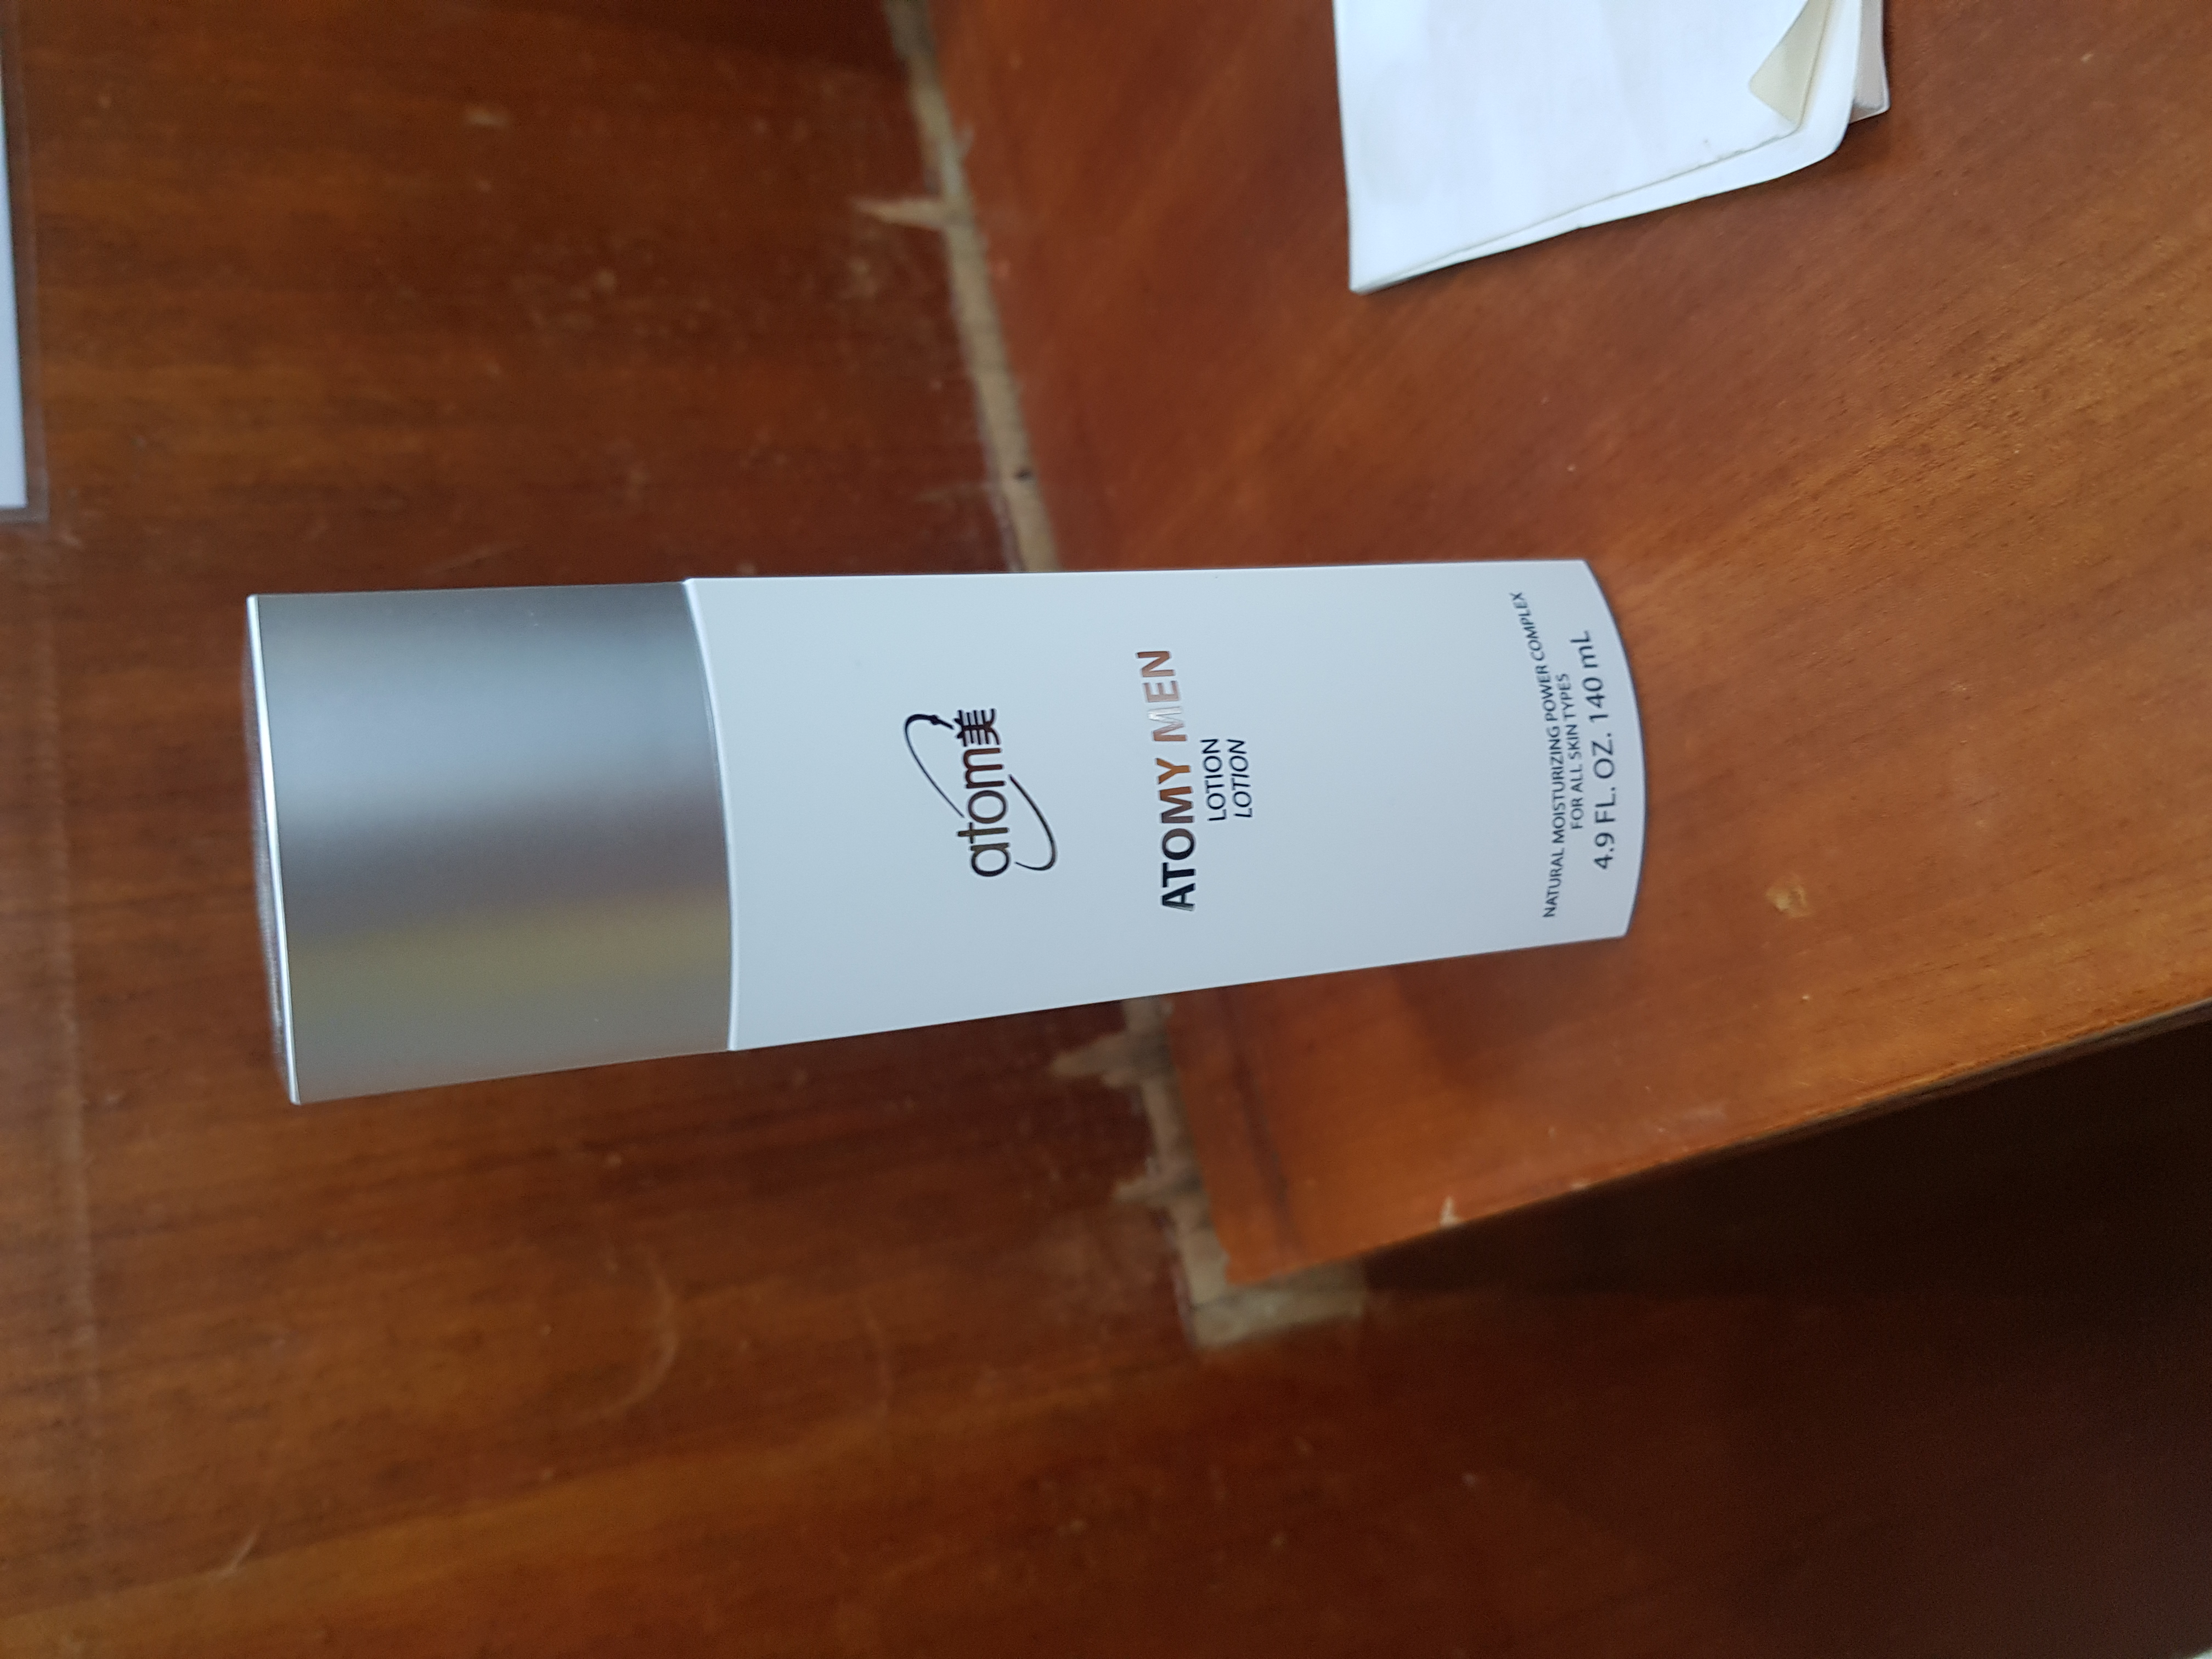 atom美
ATOMY MEN
LOTION
LOTION
NATURAL MOISTURIZING POWER COMPLEX
FOR ALL SKIN TYPES
4.9 FL. OZ. 140 mL